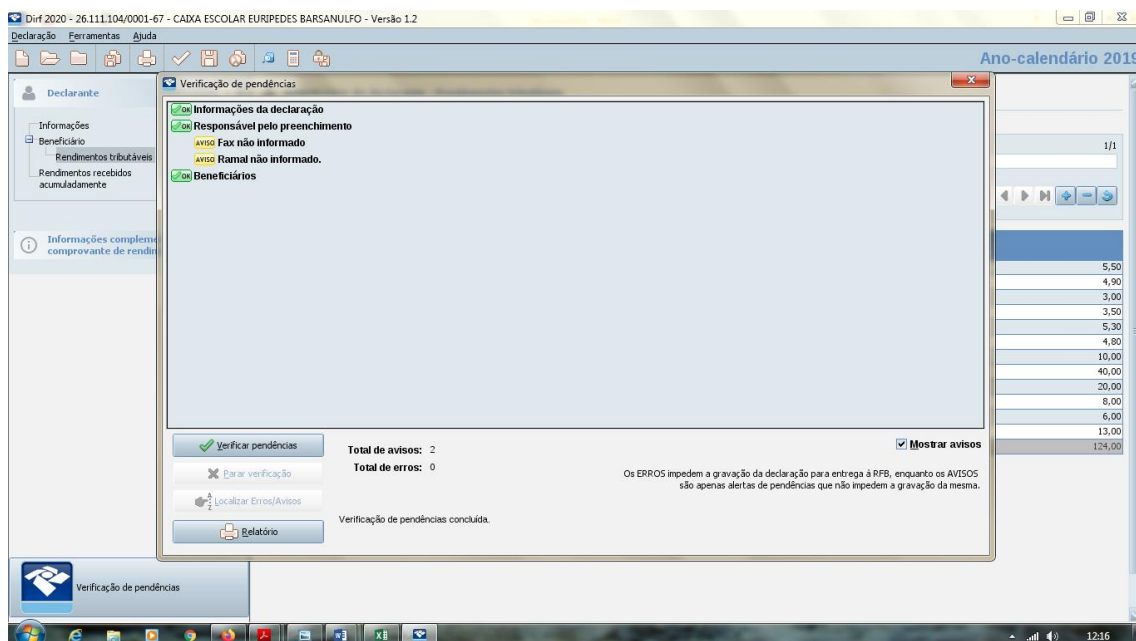 Dirf 2020 - 26.111.104/0001-67 - CAIXA ESCOLAR EURIPEDES BARSANULFO - Versão 1.2
Declaração Ferramentas Ajuda
Ano-calendário 2019
Declarante
Informações
Beneficiário
Rendimentos tributáveis
Rendimentos recebidos
acumuladamente
Informações compleme
comprovante de rendin
Verificação de pendências
OK Informações da declaração
OK Responsável pelo preenchimento
AVISO Fax não informado
AVISO Ramal não informado.
OK Beneficiários
Verificar pendências
Parar verificação
Localizar Erros/Avisos
Relatório
Total de avisos: 2
Total de erros: 0
Verificação de pendências concluída.
Mostrar avisos
Os ERROS impedem a gravação da declaração para entrega à RFB, enquanto os AVISOS
são apenas alertas de pendências que não impedem a gravação da mesma.
1/1
5,50
4,90
3,00
3,50
5,30
4,80
10,00
40,00
20,00
8,00
6,00
13,00
124,00
Verificação de pendências
12:16